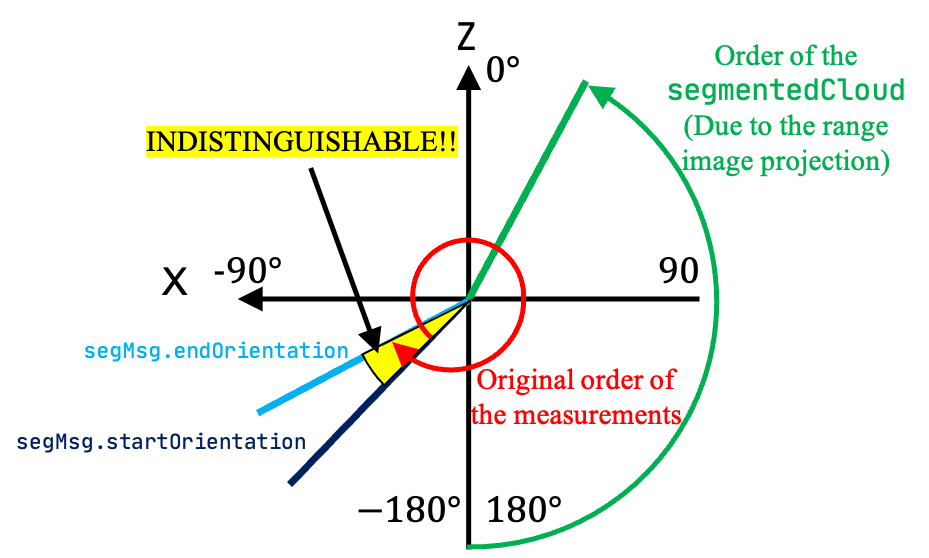 Z
0°
Order of the
segmentedCloud
(Due to the range
image projection)
INDISTINGUISHABLE!!
X
-90°
90
segMsg.endOrientation
Original order of
the measurements
segMsg.startOrientation
−180°
180°